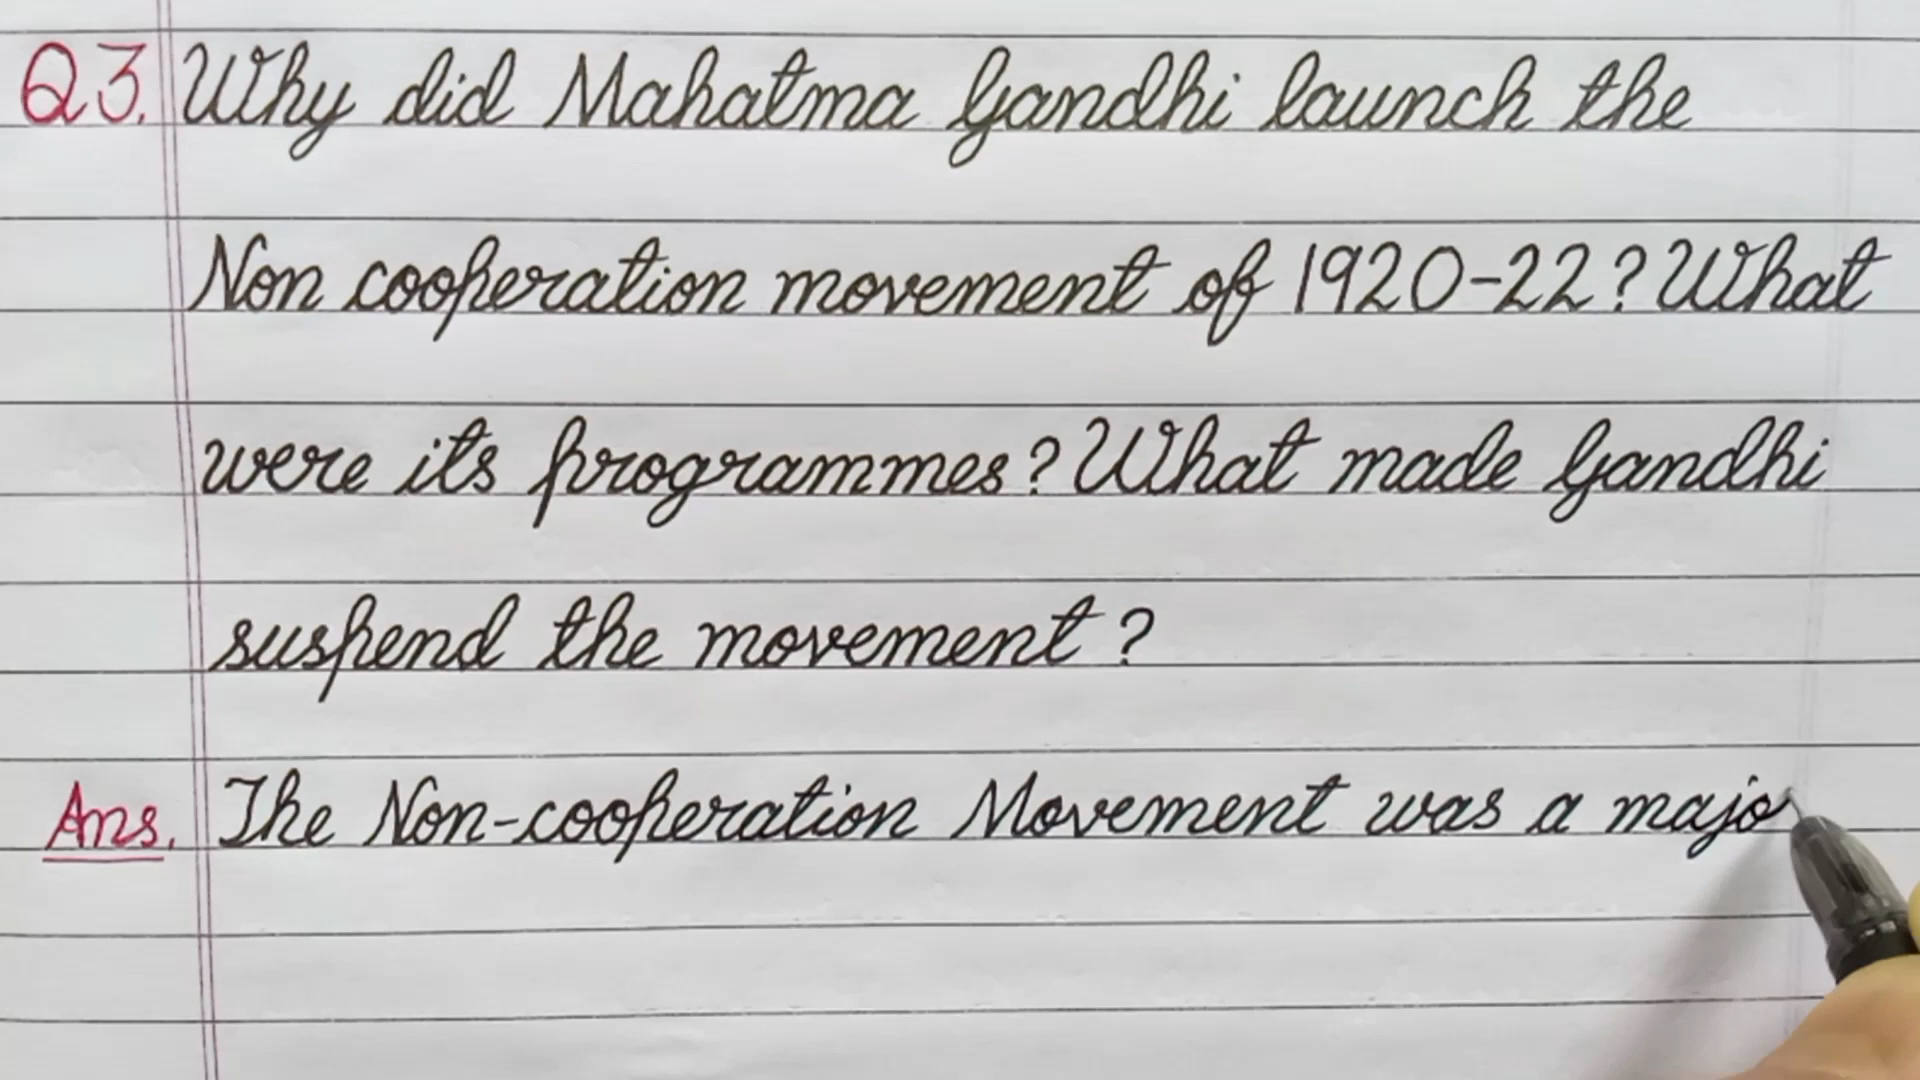 Q3. Why did Mahatma Gandhi launch the
Non cooperation movement of 1920-22? What
were its programmes? What made Gandhi
suspend the movement?
Ans. The Non-cooperation Movement was a majo